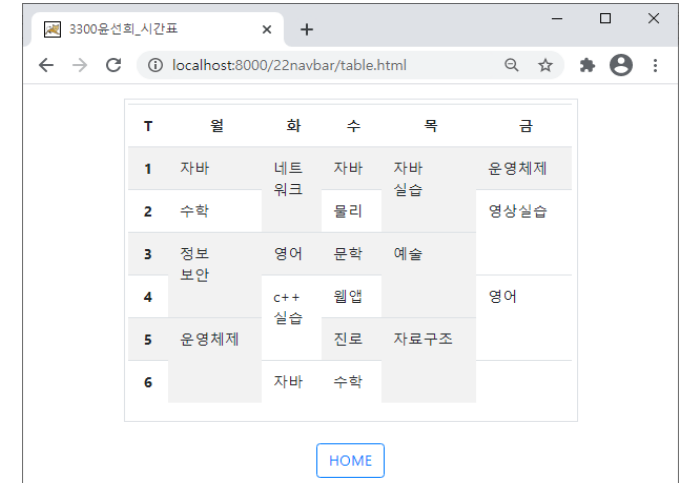 3300윤선희_시간표
localhost:8000/22navbar/table.html
T 월 화 수 목 금
1 자바 네트 자바 자바 운영체제
워크 실습
2 수학 물리 영상실습
3 정보 영어 문학 예술
보안
4 c++ 웹앱 영어
실습
5 운영체제 진로 자료구조
6 자바 수학
HOME